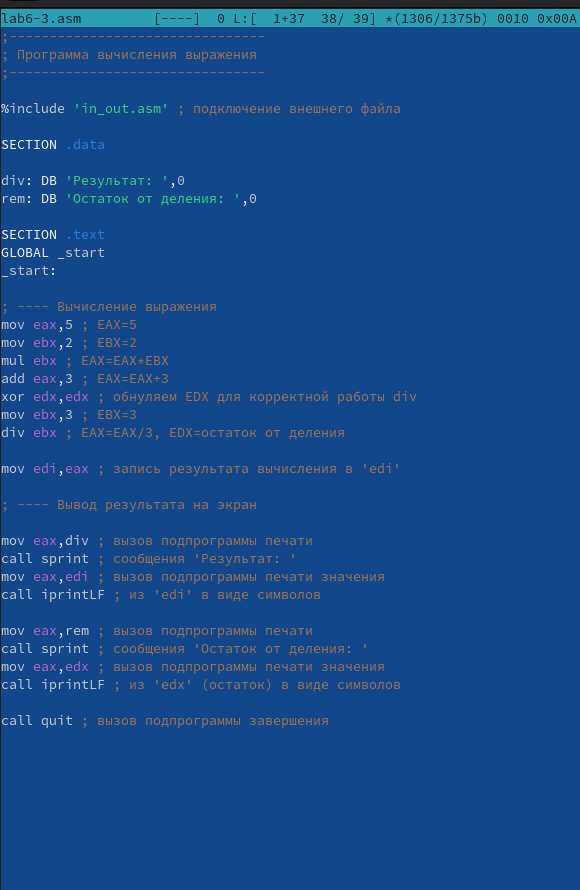 lab6-3.asm         [----]  0 L:[  1+37  38/ 39] *(1306/1375b) 0010 0x00A
;--------------------------------
; Программа вычисления выражения
;--------------------------------
%include 'in_out.asm' ; подключение внешнего файла
SECTION .data
div: DB 'Результат: ',0
rem: DB 'Остаток от деления: ',0
SECTION .text
GLOBAL _start
_start:
; ---- Вычисление выражения
mov eax,5 ; EAX=5
mov ebx,2 ; EBX=2
mul ebx ; EAX=EAX*EBX
add eax,3 ; EAX=EAX+3
xor edx,edx ; обнуляем EDX для корректной работы div
mov ebx,3 ; EBX=3
div ebx ; EAX=EAX/3, EDX=остаток от деления
mov edi,eax ; запись результата вычисления в 'edi'
; ---- Вывод результата на экран
mov eax,div ; вызов подпрограммы печати
call sprint ; сообщения 'Результат: '
mov eax,edi ; вызов подпрограммы печати значения
call iprintLF ; из 'edi' в виде символов
mov eax,rem ; вызов подпрограммы печати
call sprint ; сообщения 'Остаток от деления: '
mov eax,edx ; вызов подпрограммы печати значения
call iprintLF ; из 'edx' (остаток) в виде символов
call quit ; вызов подпрограммы завершения